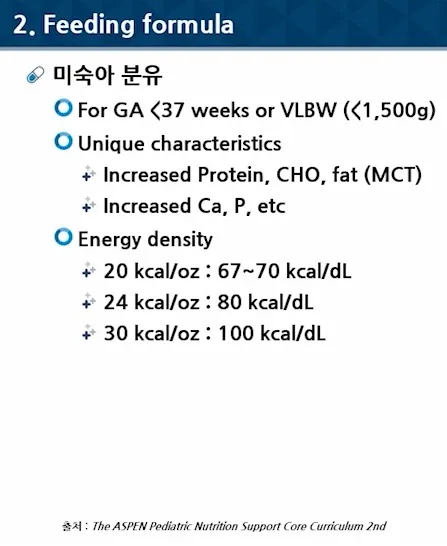 2. Feeding formula
미숙아 분유
For GA <37 weeks or VLBW (<1,500g)
Unique characteristics
Increased Protein, CHO, fat (MCT)
Increased Ca, P, etc
Energy density
20 kcal/oz : 67~70 kcal/dL
24 kcal/oz : 80 kcal/dL
30 kcal/oz : 100 kcal/dL
출처 : The ASPEN Pediatric Nutrition Support Core Curriculum 2nd